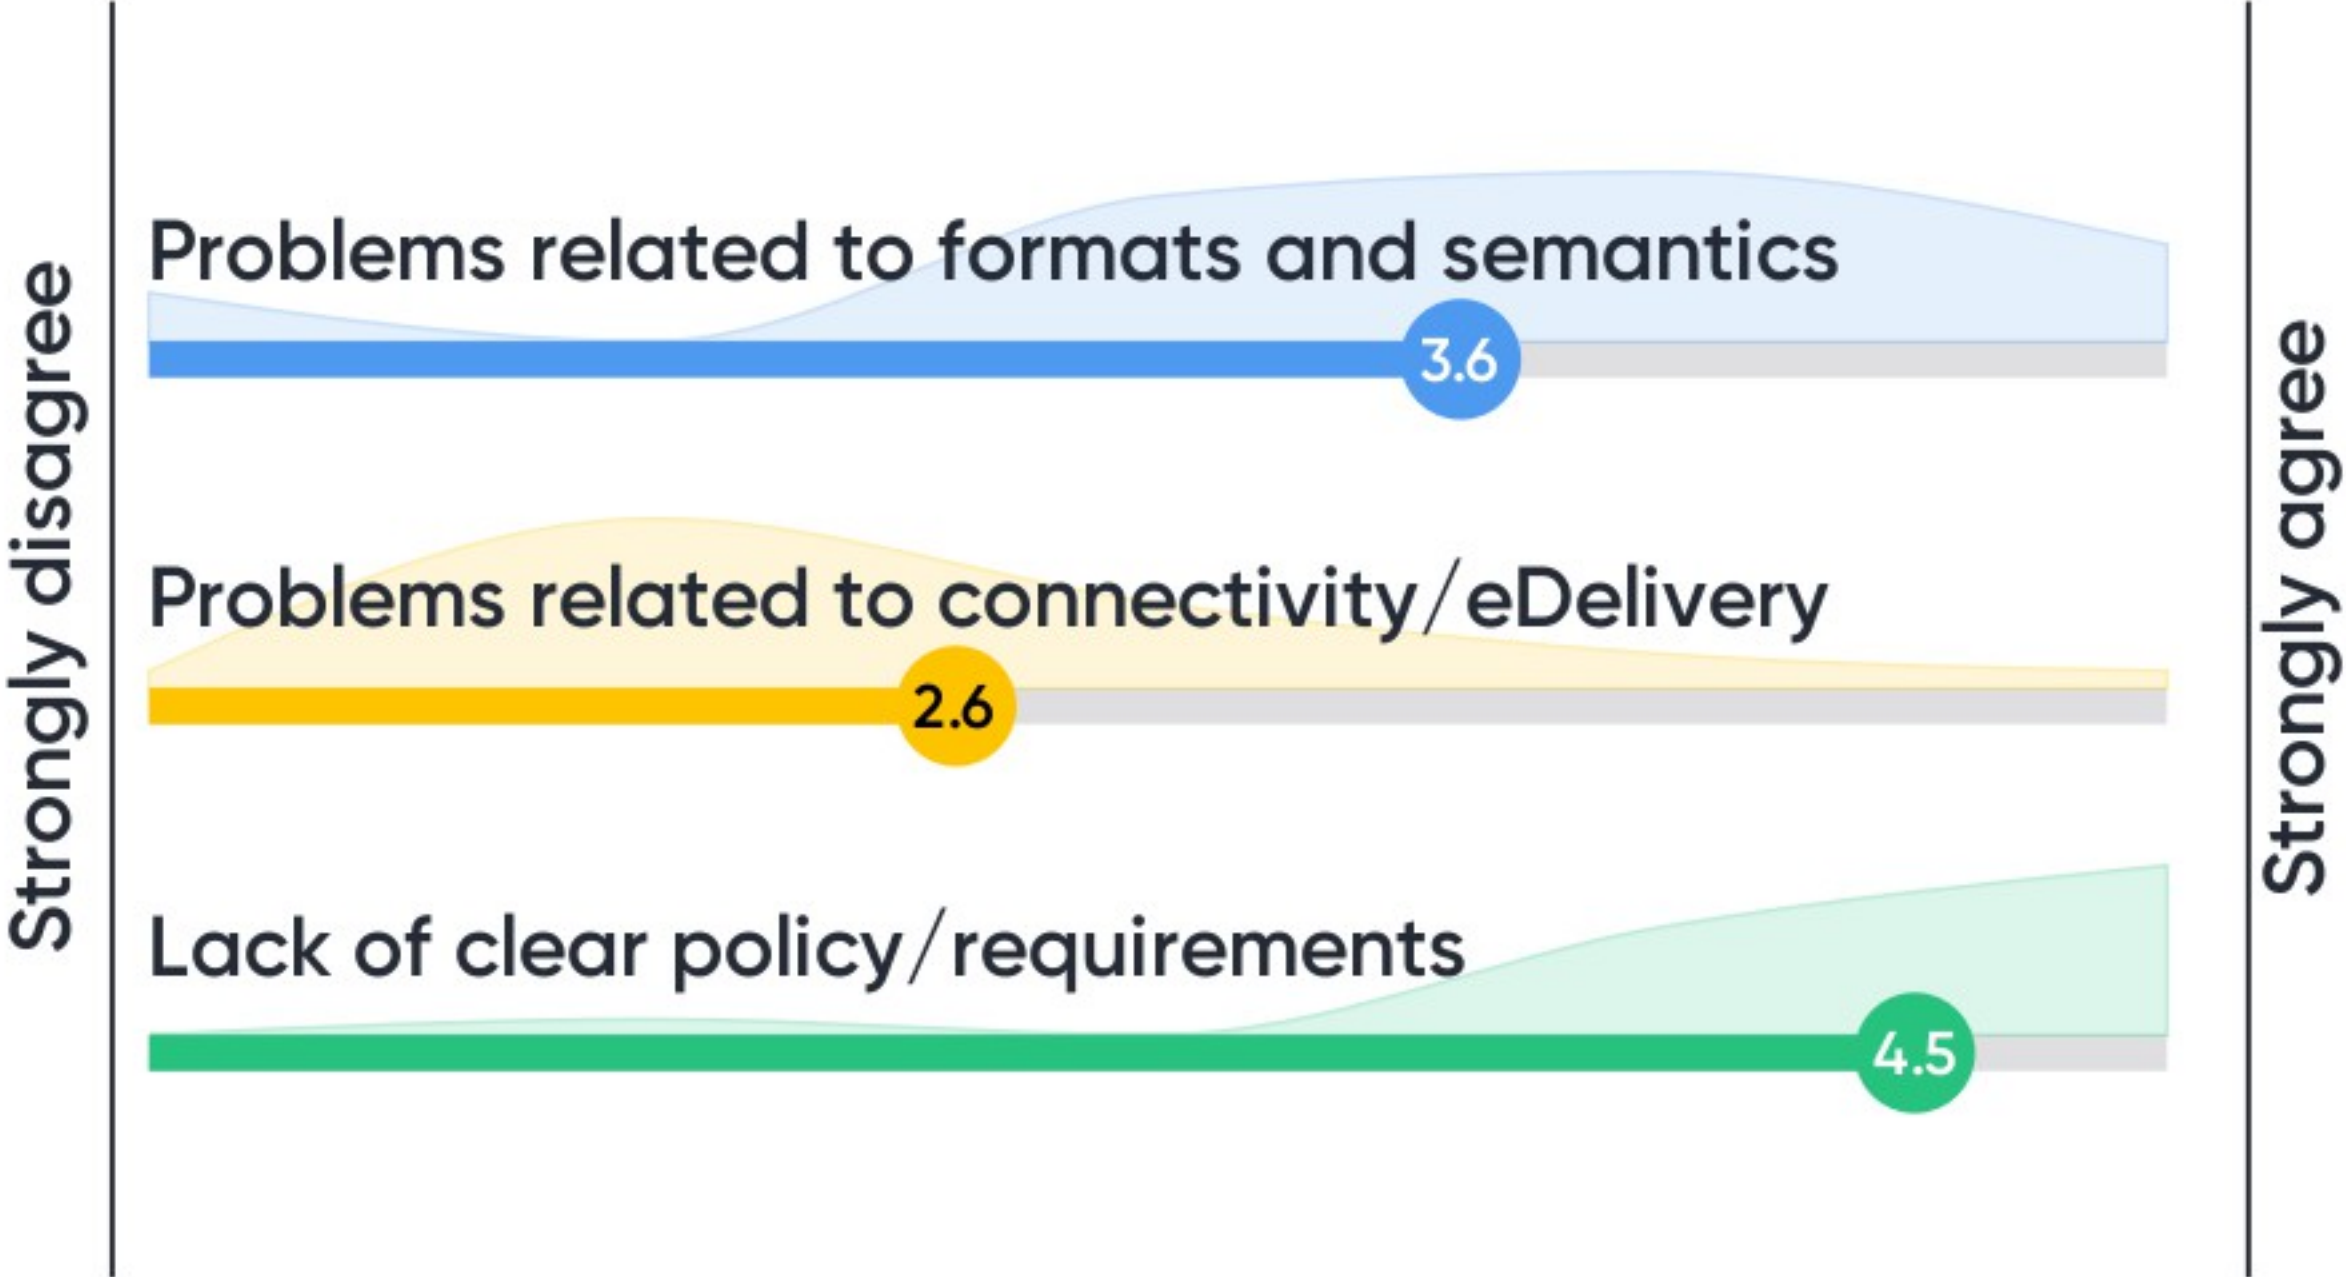 Strongly disagree
Problems related to formats and semantics
3.6
Problems related to connectivity/eDelivery
2.6
Lack of clear policy/requirements
4.5
Strongly agree